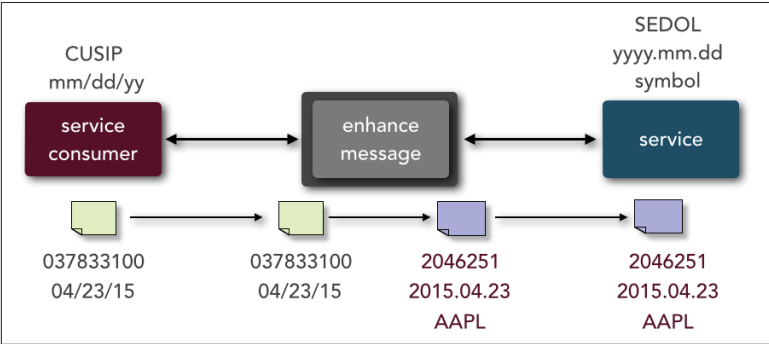 CUSIP
mm/dd/yy
SEDOL
yyyy.mm.dd
symbol
service
consumer
enhance
message
service
037833100
04/23/15
037833100
04/23/15
2046251
2015.04.23
AAPL
2046251
2015.04.23
AAPL